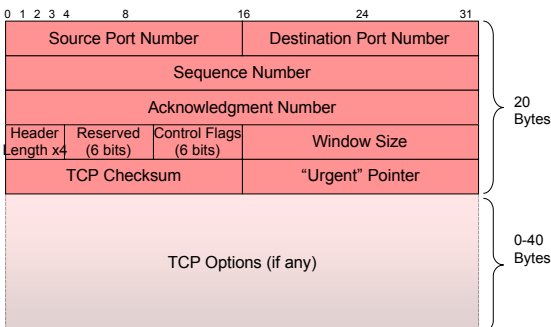 0 1 2 3 4 8 16 24 31
Source Port Number Destination Port Number
Sequence Number
Acknowledgment Number
Header Length x4 Reserved (6 bits) Control Flags (6 bits) Window Size
TCP Checksum “Urgent” Pointer
20 Bytes
TCP Options (if any)
0-40 Bytes